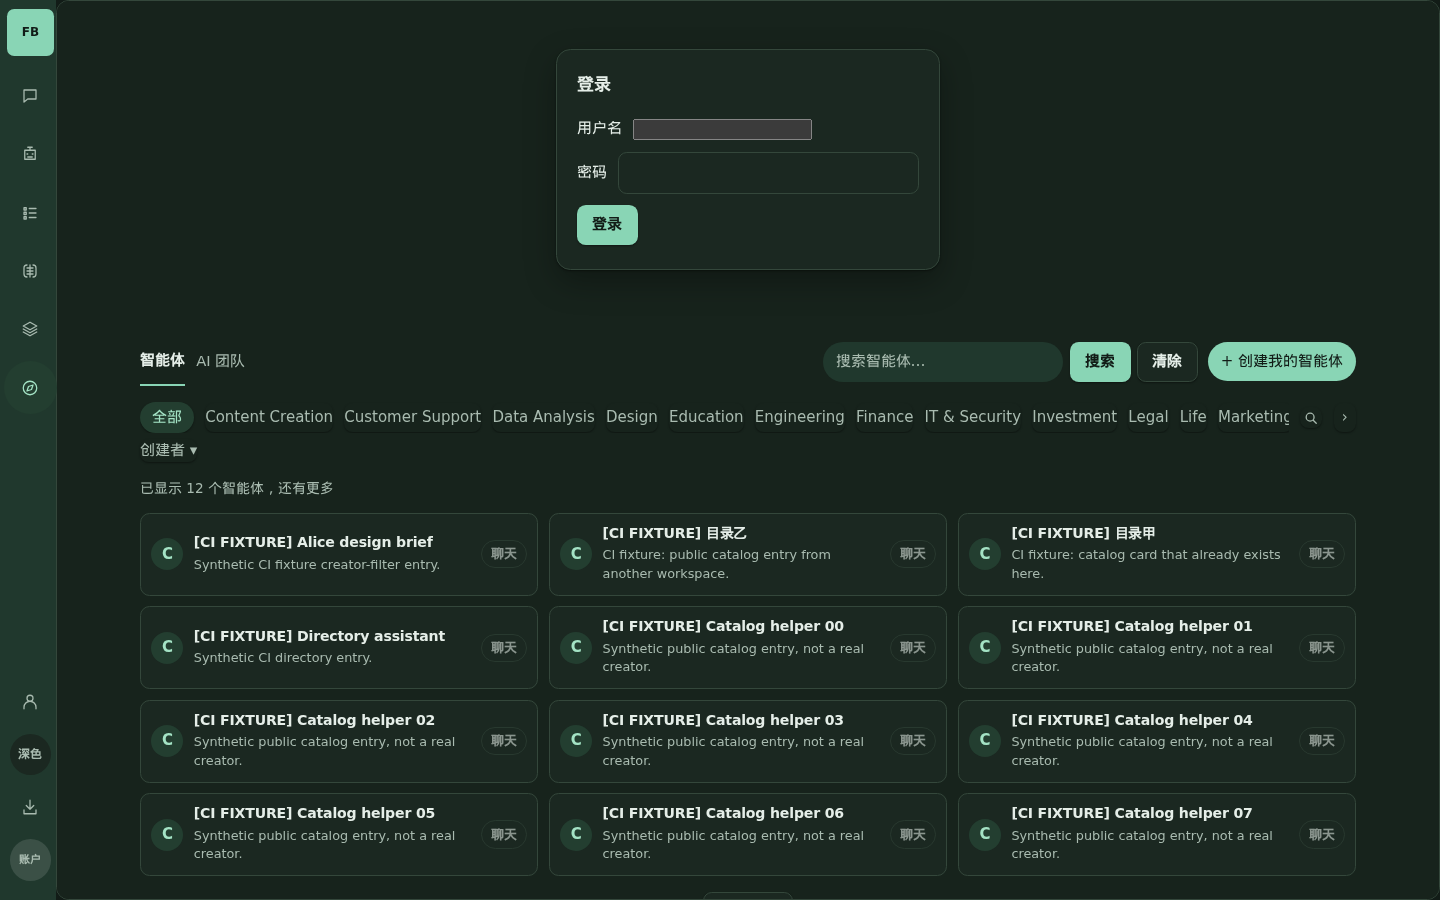 FB
登录
用户名
密码
登录
智能体 AI 团队 搜索智能体... 搜索 清除 + 创建我的智能体
全部 Content Creation Customer Support Data Analysis Design Education Engineering Finance IT & Security Investment Legal Life Marketing
创建者 ▾
已显示 12 个智能体，还有更多
C [CI FIXTURE] Alice design brief
Synthetic CI fixture creator-filter entry.
聊天
C [CI FIXTURE] 目录乙
CI fixture: public catalog entry from
another workspace.
聊天
C [CI FIXTURE] 目录甲
CI fixture: catalog card that already exists
here.
聊天
C [CI FIXTURE] Directory assistant
Synthetic CI directory entry.
聊天
C [CI FIXTURE] Catalog helper 00
Synthetic public catalog entry, not a real
creator.
聊天
C [CI FIXTURE] Catalog helper 01
Synthetic public catalog entry, not a real
creator.
聊天
C [CI FIXTURE] Catalog helper 02
Synthetic public catalog entry, not a real
creator.
聊天
C [CI FIXTURE] Catalog helper 03
Synthetic public catalog entry, not a real
creator.
聊天
C [CI FIXTURE] Catalog helper 04
Synthetic public catalog entry, not a real
creator.
聊天
C [CI FIXTURE] Catalog helper 05
Synthetic public catalog entry, not a real
creator.
聊天
C [CI FIXTURE] Catalog helper 06
Synthetic public catalog entry, not a real
creator.
聊天
C [CI FIXTURE] Catalog helper 07
Synthetic public catalog entry, not a real
creator.
聊天
深色
账户